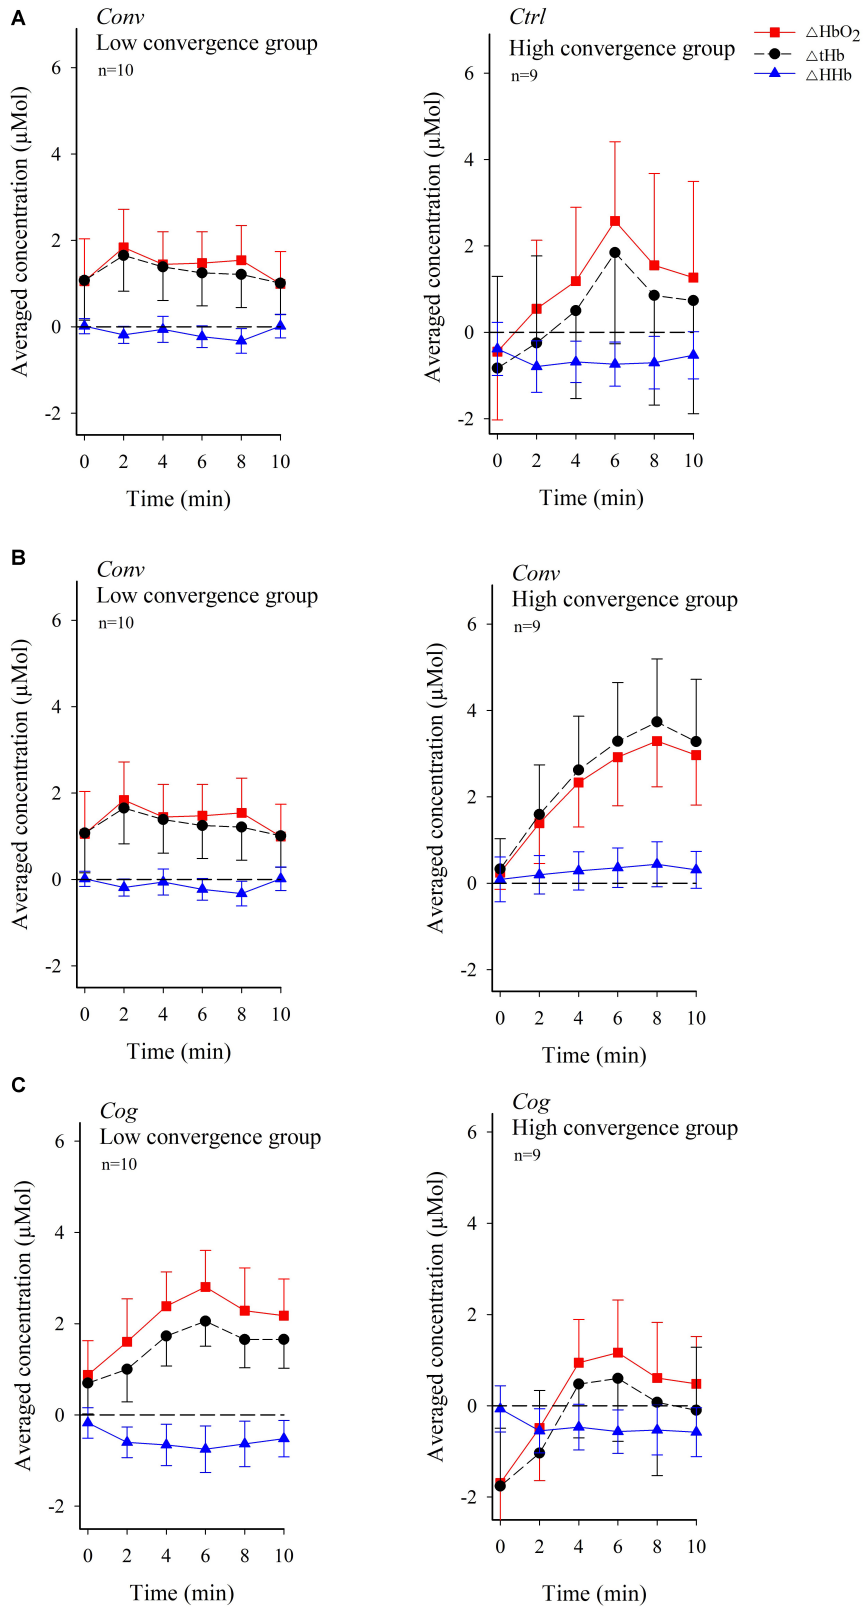 A
Conv
Low convergence group
n=10
Averaged concentration (µMol)
6
4
2
0
-2
0 2 4 6 8 10
Time (min)
Ctrl
High convergence group
n=9
Averaged concentration (µMol)
6
4
2
0
-2
0 2 4 6 8 10
Time (min)
△HbO2
△tHb
△HHb
B
Conv
Low convergence group
n=10
Averaged concentration (µMol)
6
4
2
0
-2
0 2 4 6 8 10
Time (min)
Conv
High convergence group
n=9
Averaged concentration (µMol)
6
4
2
0
-2
0 2 4 6 8 10
Time (min)
C
Cog
Low convergence group
n=10
Averaged concentration (µMol)
6
4
2
0
-2
0 2 4 6 8 10
Time (min)
Cog
High convergence group
n=9
Averaged concentration (µMol)
6
4
2
0
-2
0 2 4 6 8 10
Time (min)